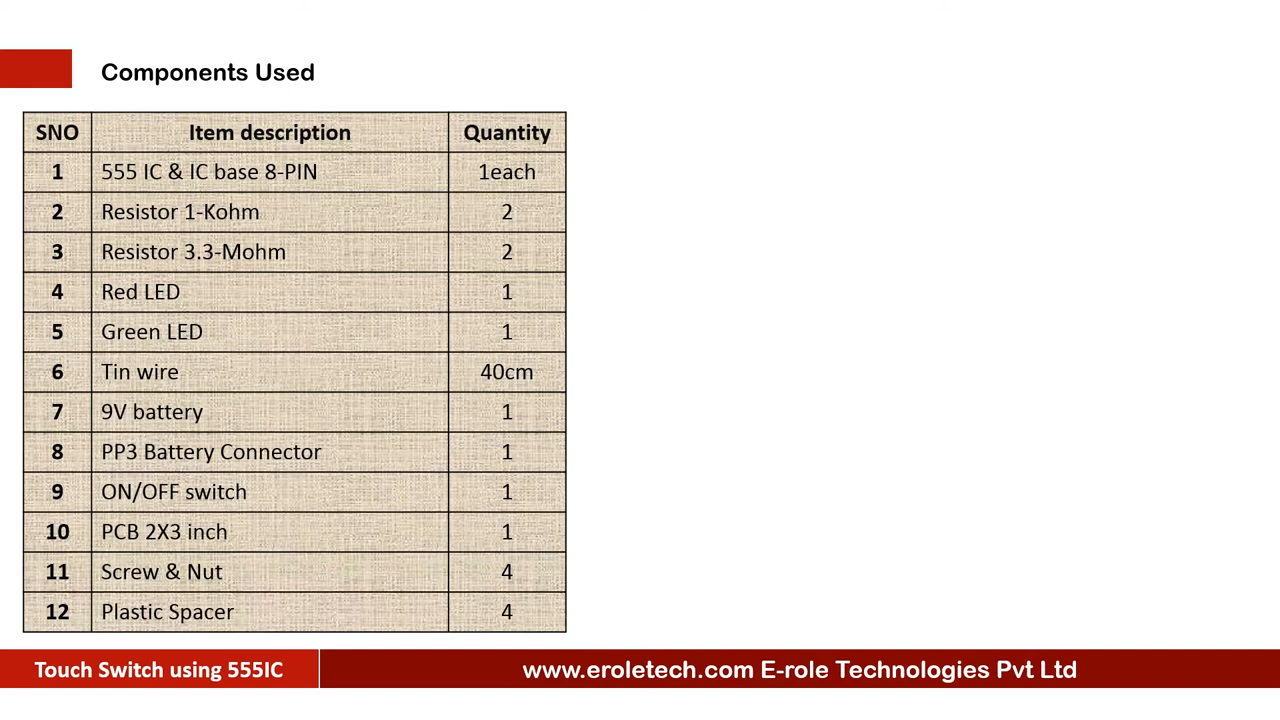 Components Used
SNO Item description Quantity
1 555 IC & IC base 8-PIN 1each
2 Resistor 1-Kohm 2
3 Resistor 3.3-Mohm 2
4 Red LED 1
5 Green LED 1
6 Tin wire 40cm
7 9V battery 1
8 PP3 Battery Connector 1
9 ON/OFF switch 1
10 PCB 2X3 inch 1
11 Screw & Nut 4
12 Plastic Spacer 4
Touch Switch using 555IC www.eroletech.com E-role Technologies Pvt Ltd